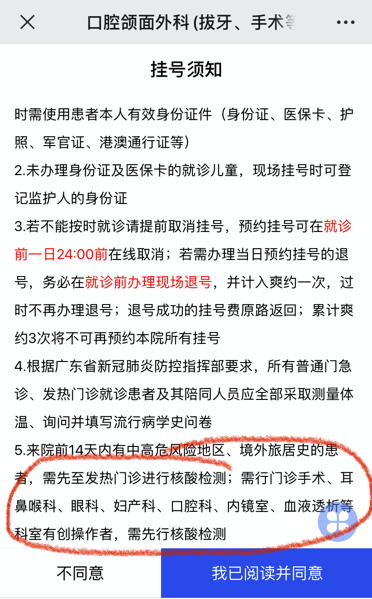 口腔颌面外科(拔牙、手术
挂号须知
时需使用患者本人有效身份证件（身份证、医保卡、护
照、军官证、港澳通行证等）
2.未办理身份证及医保卡的就诊儿童，现场挂号时可登
记监护人的身份证
3.若不能按时就诊请提前取消挂号，预约挂号可在就诊
前一日24:00前在线取消；若需办理当日预约挂号的退
号，务必在就诊前办理现场退号，并计入爽约一次，过
时不再办理退号；退号成功的挂号费原路返回；累计爽
约3次将不可再预约本院所有挂号
4.根据广东省新冠肺炎防控指挥部要求，所有普通门急
诊、发热门诊就诊患者及其陪同人员应全部采取测量体
温、询问并填写流行病学史问卷
5.来院前14天内有中高危风险地区、境外旅居史的患
者，需先至发热门诊进行核酸检测；需行门诊手术、耳
鼻喉科、眼科、妇产科、口腔科、内镜室、血液透析等
科室有创操作者，需先行核酸检测
不同意
我已阅读并同意